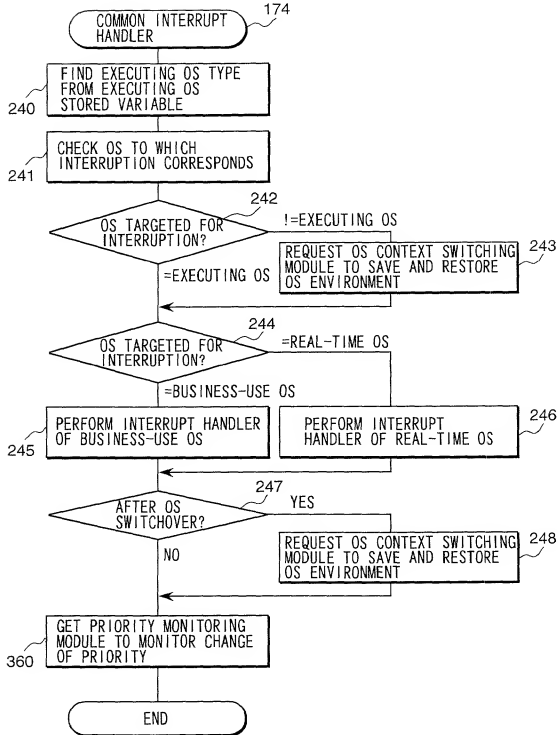 COMMON INTERRUPT
HANDLER
174
FIND EXECUTING OS TYPE
FROM EXECUTING OS
STORED VARIABLE
240
CHECK OS TO WHICH
INTERRUPTION CORRESPONDS
241
242
OS TARGETED FOR
INTERRUPTION?
!=EXECUTING OS
=EXECUTING OS
REQUEST OS CONTEXT SWITCHING
MODULE TO SAVE AND RESTORE
OS ENVIRONMENT
243
244
OS TARGETED FOR
INTERRUPTION?
=REAL-TIME OS
=BUSINESS-USE OS
PERFORM INTERRUPT HANDLER
OF BUSINESS-USE OS
245
PERFORM INTERRUPT
HANDLER OF REAL-TIME OS
246
247
AFTER OS
SWITCHOVER?
YES
NO
REQUEST OS CONTEXT SWITCHING
MODULE TO SAVE AND RESTORE
OS ENVIRONMENT
248
GET PRIORITY MONITORING
MODULE TO MONITOR CHANGE
OF PRIORITY
360
END